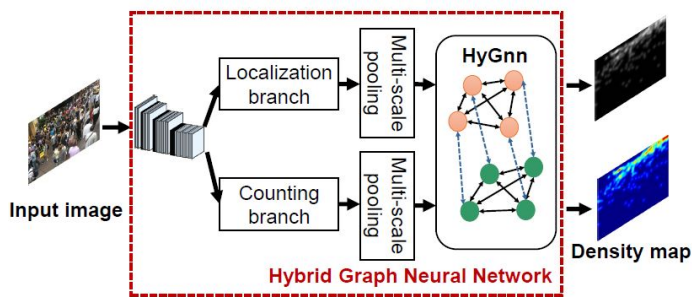 Input image
Localization
branch
Multi-scale
pooling
Counting
branch
Multi-scale
pooling
HyGnn
Density map
Hybrid Graph Neural Network